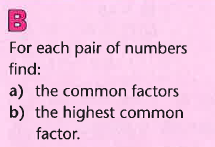 B
For each pair of numbers
find:
a) the common factors
b) the highest common
factor.